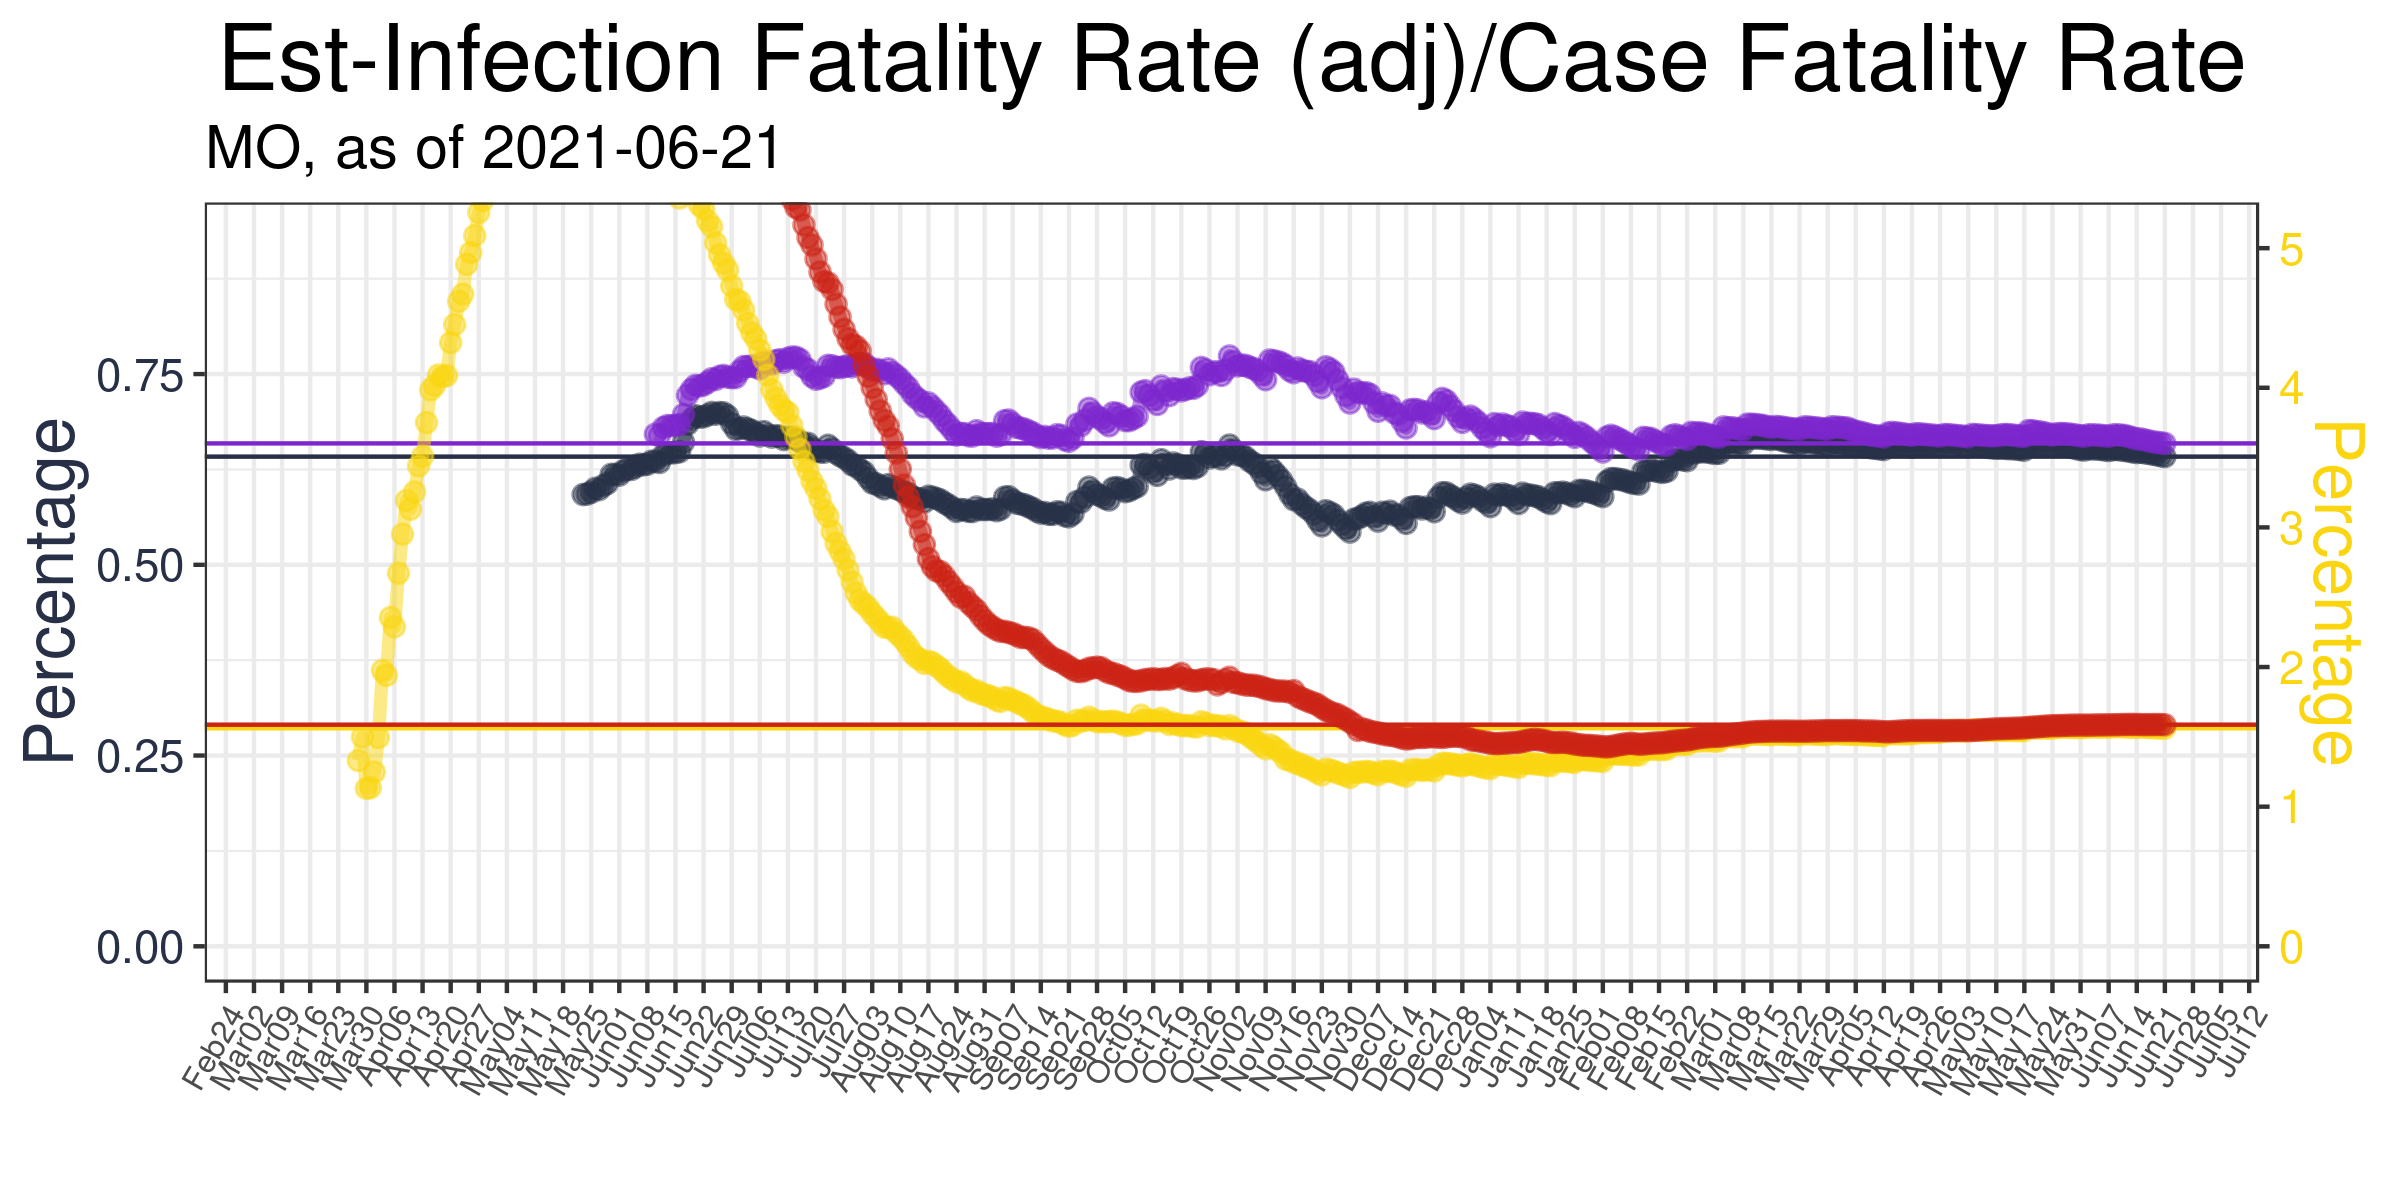 Est-Infection Fatality Rate (adj)/Case Fatality Rate
MO, as of 2021-06-21
Percentage
0.75
0.50
0.25
0.00
5
4
3
2
1
0
Percentage
Feb24
Mar02
Mar09
Mar16
Mar23
Mar30
Apr06
Apr13
Apr20
Apr27
May04
May11
May18
May25
Jun01
Jun08
Jun15
Jun22
Jun29
Jul06
Jul13
Jul20
Jul27
Aug03
Aug10
Aug17
Aug24
Aug31
Sep07
Sep14
Sep21
Sep28
Oct05
Oct12
Oct19
Oct26
Nov02
Nov09
Nov16
Nov23
Nov30
Dec07
Dec14
Dec21
Dec28
Jan04
Jan11
Jan18
Jan25
Feb01
Feb08
Feb15
Feb22
Mar01
Mar08
Mar15
Mar22
Mar29
Apr05
Apr12
Apr19
Apr26
May03
May10
May17
May24
May31
Jun07
Jun14
Jun21
Jun28
Jul05
Jul12